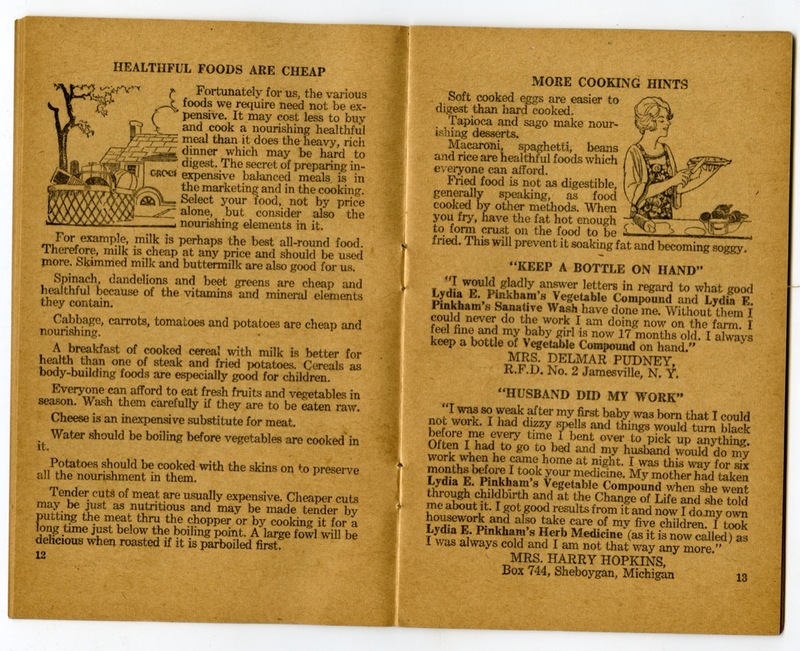 HEALTHFUL FOODS ARE CHEAP
Fortunately for us, the various
foods we require need not be ex-
pensive. It may cost less to buy
and cook a nourishing healthful
meal than it does the heavy, rich
dinner which may be hard to
digest. The secret of preparing in-
expensive balanced meals is in
the marketing and in the cooking.
Select your food, not by price
alone, but consider also the
nourishing elements in it.
GROCE
For example, milk is perhaps the best all-round food.
Therefore, milk is cheap at any price and should be used
more. Skimmed milk and buttermilk are also good for us.
Spinach, dandelions and beet greens are cheap and
healthful because of the vitamins and mineral elements
they contain.
Cabbage, carrots, tomatoes and potatoes are cheap and
nourishing.
A breakfast of cooked cereal with milk is better for
health than one of steak and fried potatoes. Cereals as
body-building foods are especially good for children.
Everyone can afford to eat fresh fruits and vegetables in
season. Wash them carefully if they are to be eaten raw.
Cheese is an inexpensive substitute for meat.
Water should be boiling before vegetables are cooked in
it.
Potatoes should be cooked with the skins on to preserve
all the nourishment in them.
Tender cuts of meat are usually expensive. Cheaper cuts
may be just as nutritious and may be made tender by
putting the meat thru the chopper or by cooking it for a
long time just below the boiling point. A large fowl will be
delicious when roasted if it is parboiled first.
12
MORE COOKING HINTS
Soft cooked eggs are easier to
digest than hard cooked.
Tapioca and sago make nour-
ishing desserts.
Macaroni, spaghetti, beans
and rice are healthful foods which
everyone can afford.
Fried food is not as digestible,
generally speaking, as food
cooked by other methods. When
you fry, have the fat hot enough
to form crust on the food to be
fried. This will prevent it soaking fat and becoming soggy.
"KEEP A BOTTLE ON HAND"
"I would gladly answer letters in regard to what good
Lydia E. Pinkham's Vegetable Compound and Lydia E.
Pinkham's Sanative Wash have done me. Without them I
could never do the work I am doing now on the farm. I
feel fine and my baby girl is now 17 months old. I always
keep a bottle of Vegetable Compound on hand."
MRS. DELMAR PUDNEY,
R.F.D. No. 2 Jamesville, N. Y.
"HUSBAND DID MY WORK"
"I was so weak after my first baby was born that I could
not work. I had dizzy spells and things would turn black
before me every time I bent over to pick up anything.
Often I had to go to bed and my husband would do my
work when he came home at night. I was this way for six
months before I took your medicine. My mother had taken
Lydia E. Pinkham's Vegetable Compound when she went
through childbirth and at the Change of Life and she told
me about it. I got good results from it and now I do my own
housework and also take care of my five children. I took
Lydia E. Pinkham's Herb Medicine (as it is now called) as
I was always cold and I am not that way any more."
MRS. HARRY HOPKINS,
Box 744, Sheboygan, Michigan
13